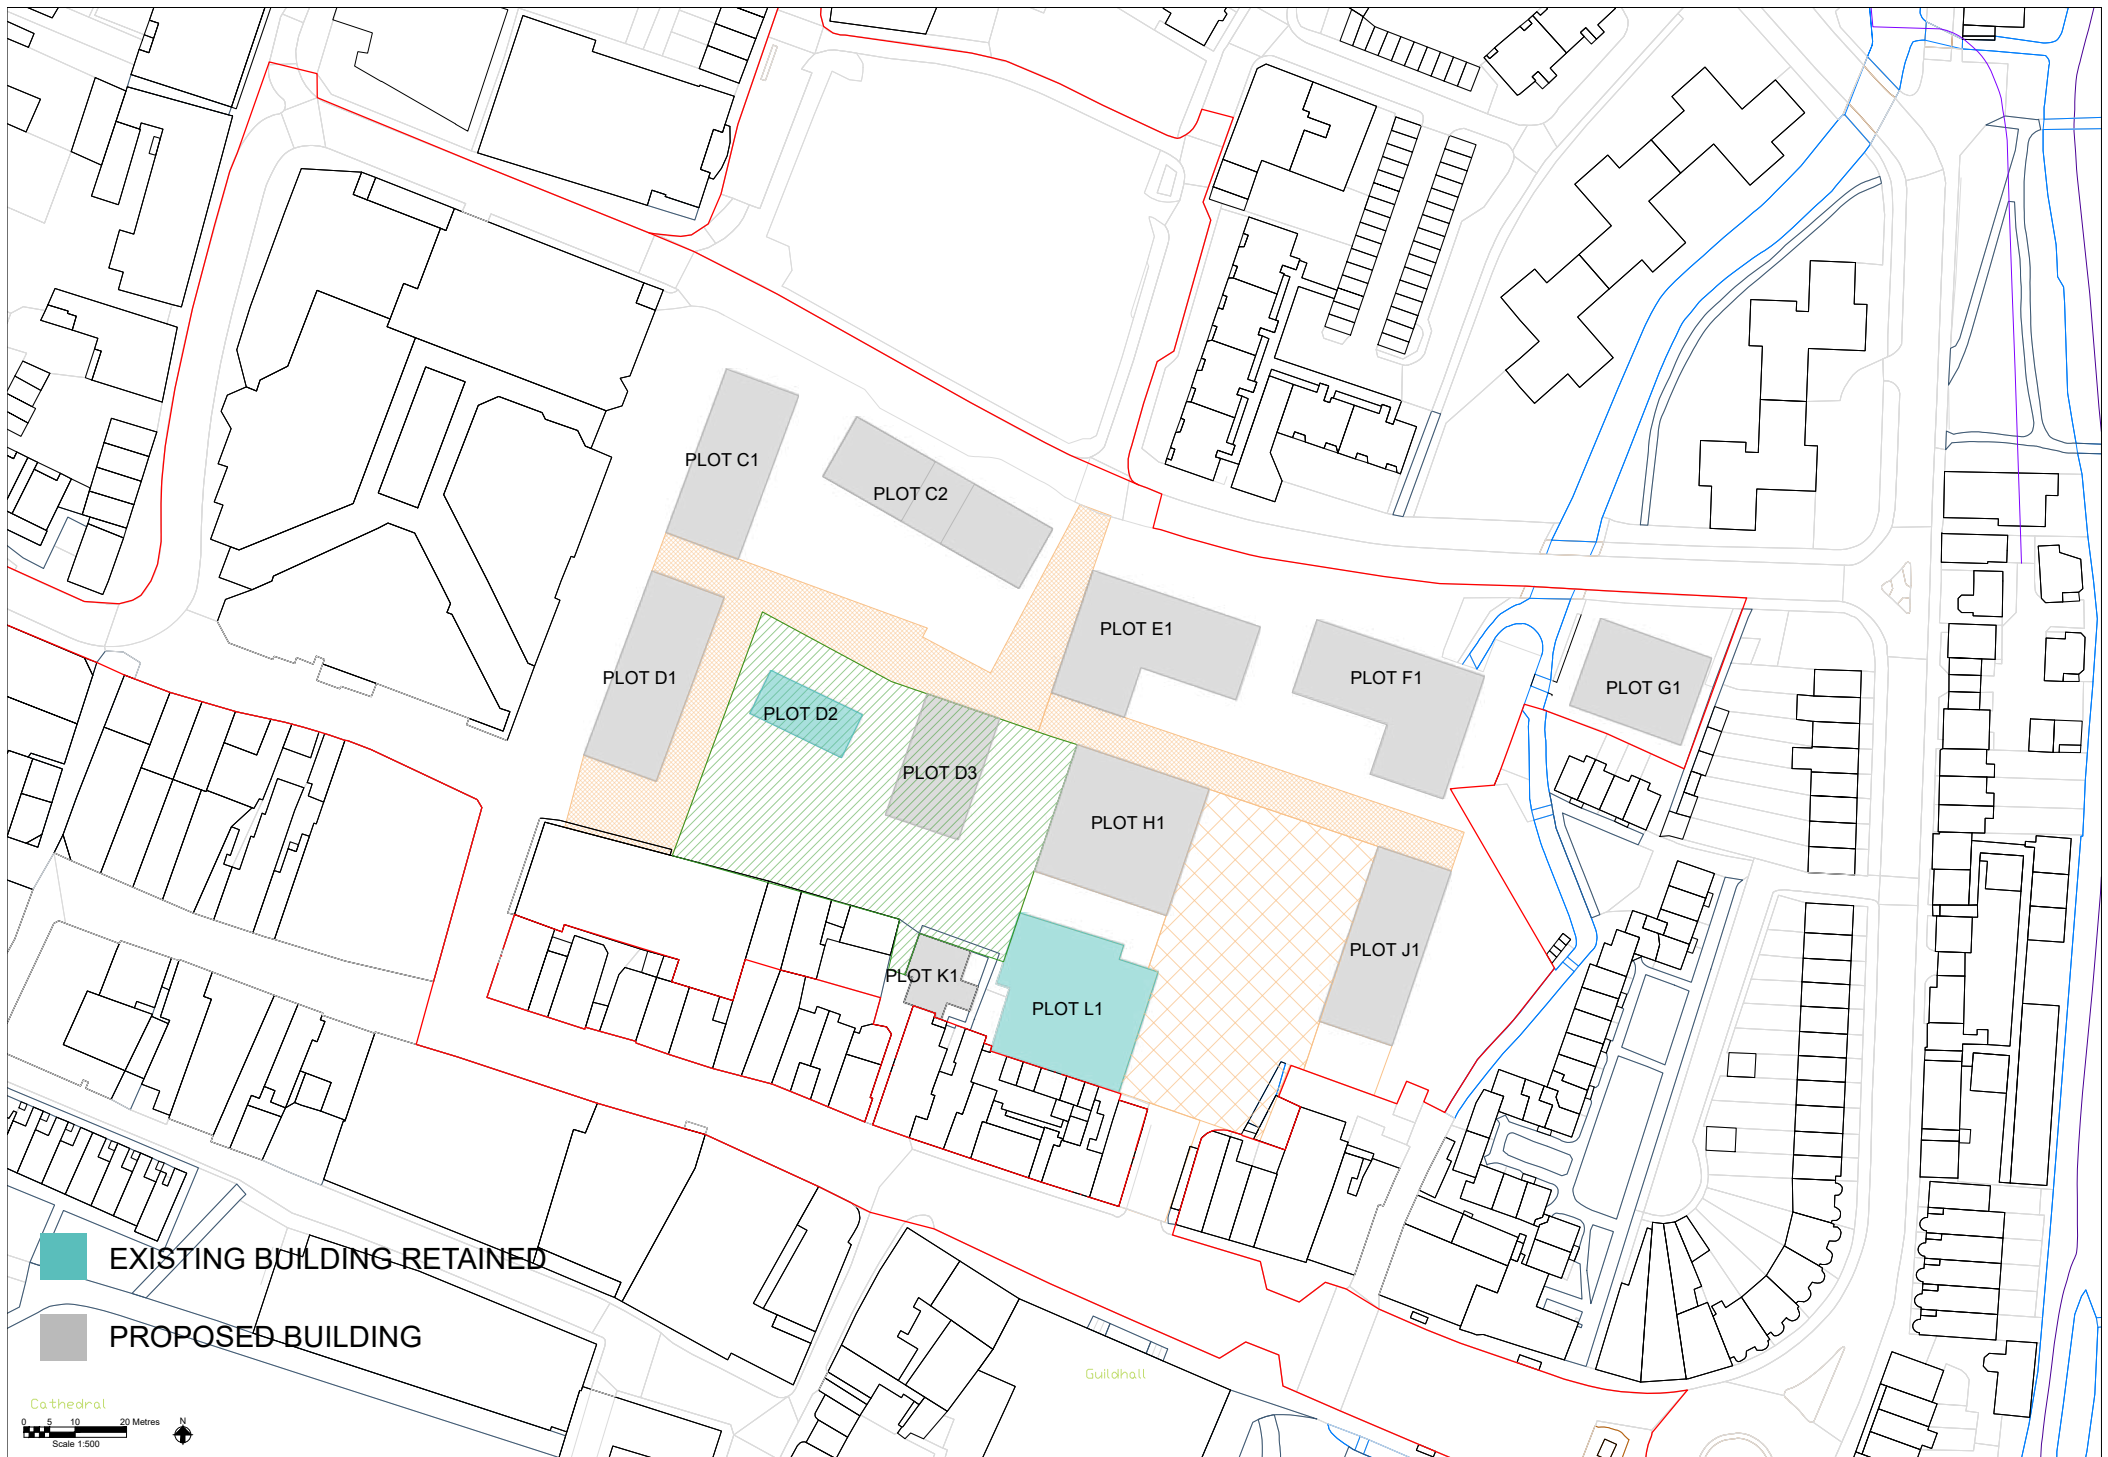 PLOT C1
PLOT C2
PLOT E1
PLOT D1
PLOT F1
PLOT G1
PLOT D2
PLOT D3
PLOT H1
PLOT J1
PLOT K1
PLOT L1
EXISTING BUILDING RETAINED
PROPOSED BUILDING
Guildhall
Cathedral
0 5 10 20 Metres
Scale 1:500
N